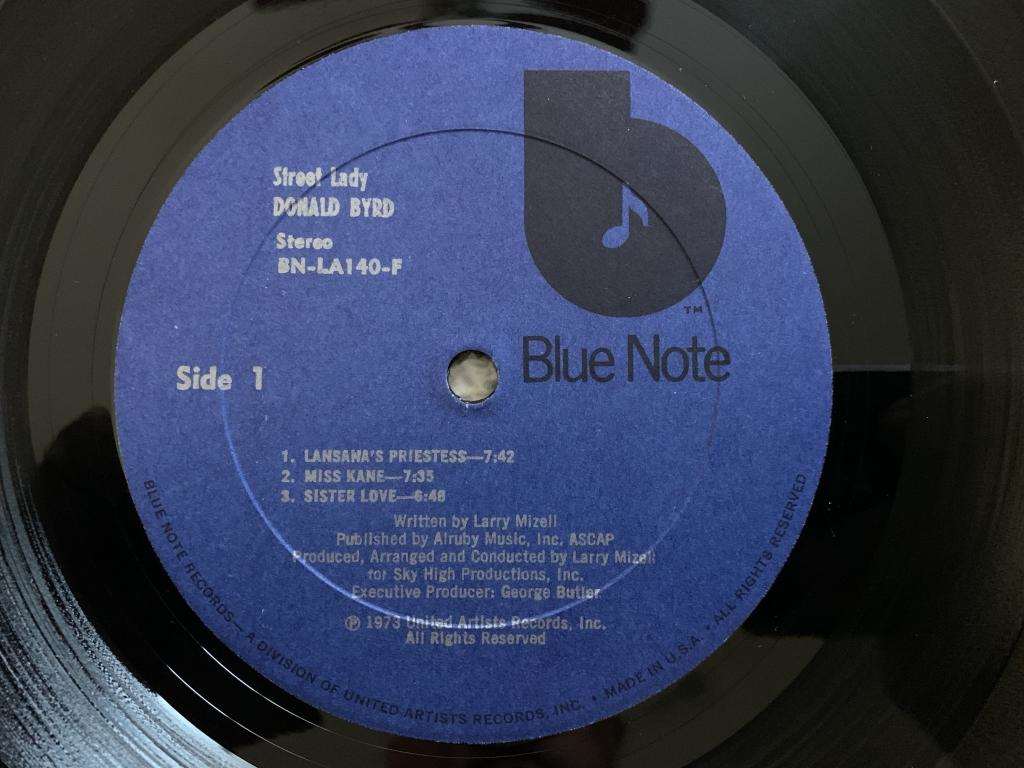 Street Lady
DONALD BYRD
Stereo
BN-LA140-F
b
TM
Blue Note
Side 1
1. LANSANA'S PRIESTESS—7:42
2. MISS KANE—7:35
3. SISTER LOVE—6:48
Written by Larry Mizell
Published by Alruby Music, Inc. ASCAP
Produced, Arranged and Conducted by Larry Mizell
for Sky High Productions, Inc.
Executive Producer: George Butler
℗ 1973 United Artists Records, Inc.
All Rights Reserved
BLUE NOTE RECORDS— A DIVISION OF UNITED ARTISTS RECORDS, INC. • MADE IN U.S.A. • ALL RIGHTS RESERVED